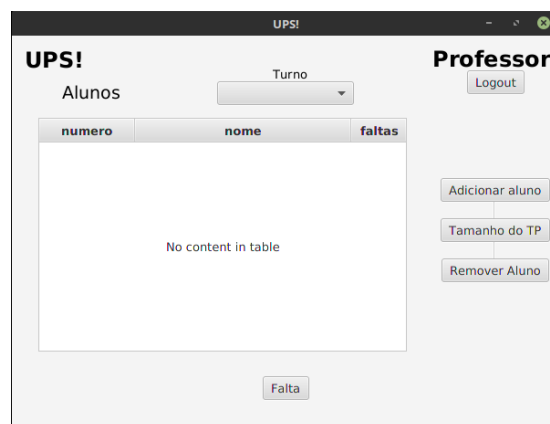 UPS!
UPS!
Professor
Alunos
Turno
Logout
numero nome faltas
No content in table
Adicionar aluno
Tamanho do TP
Remover Aluno
Falta